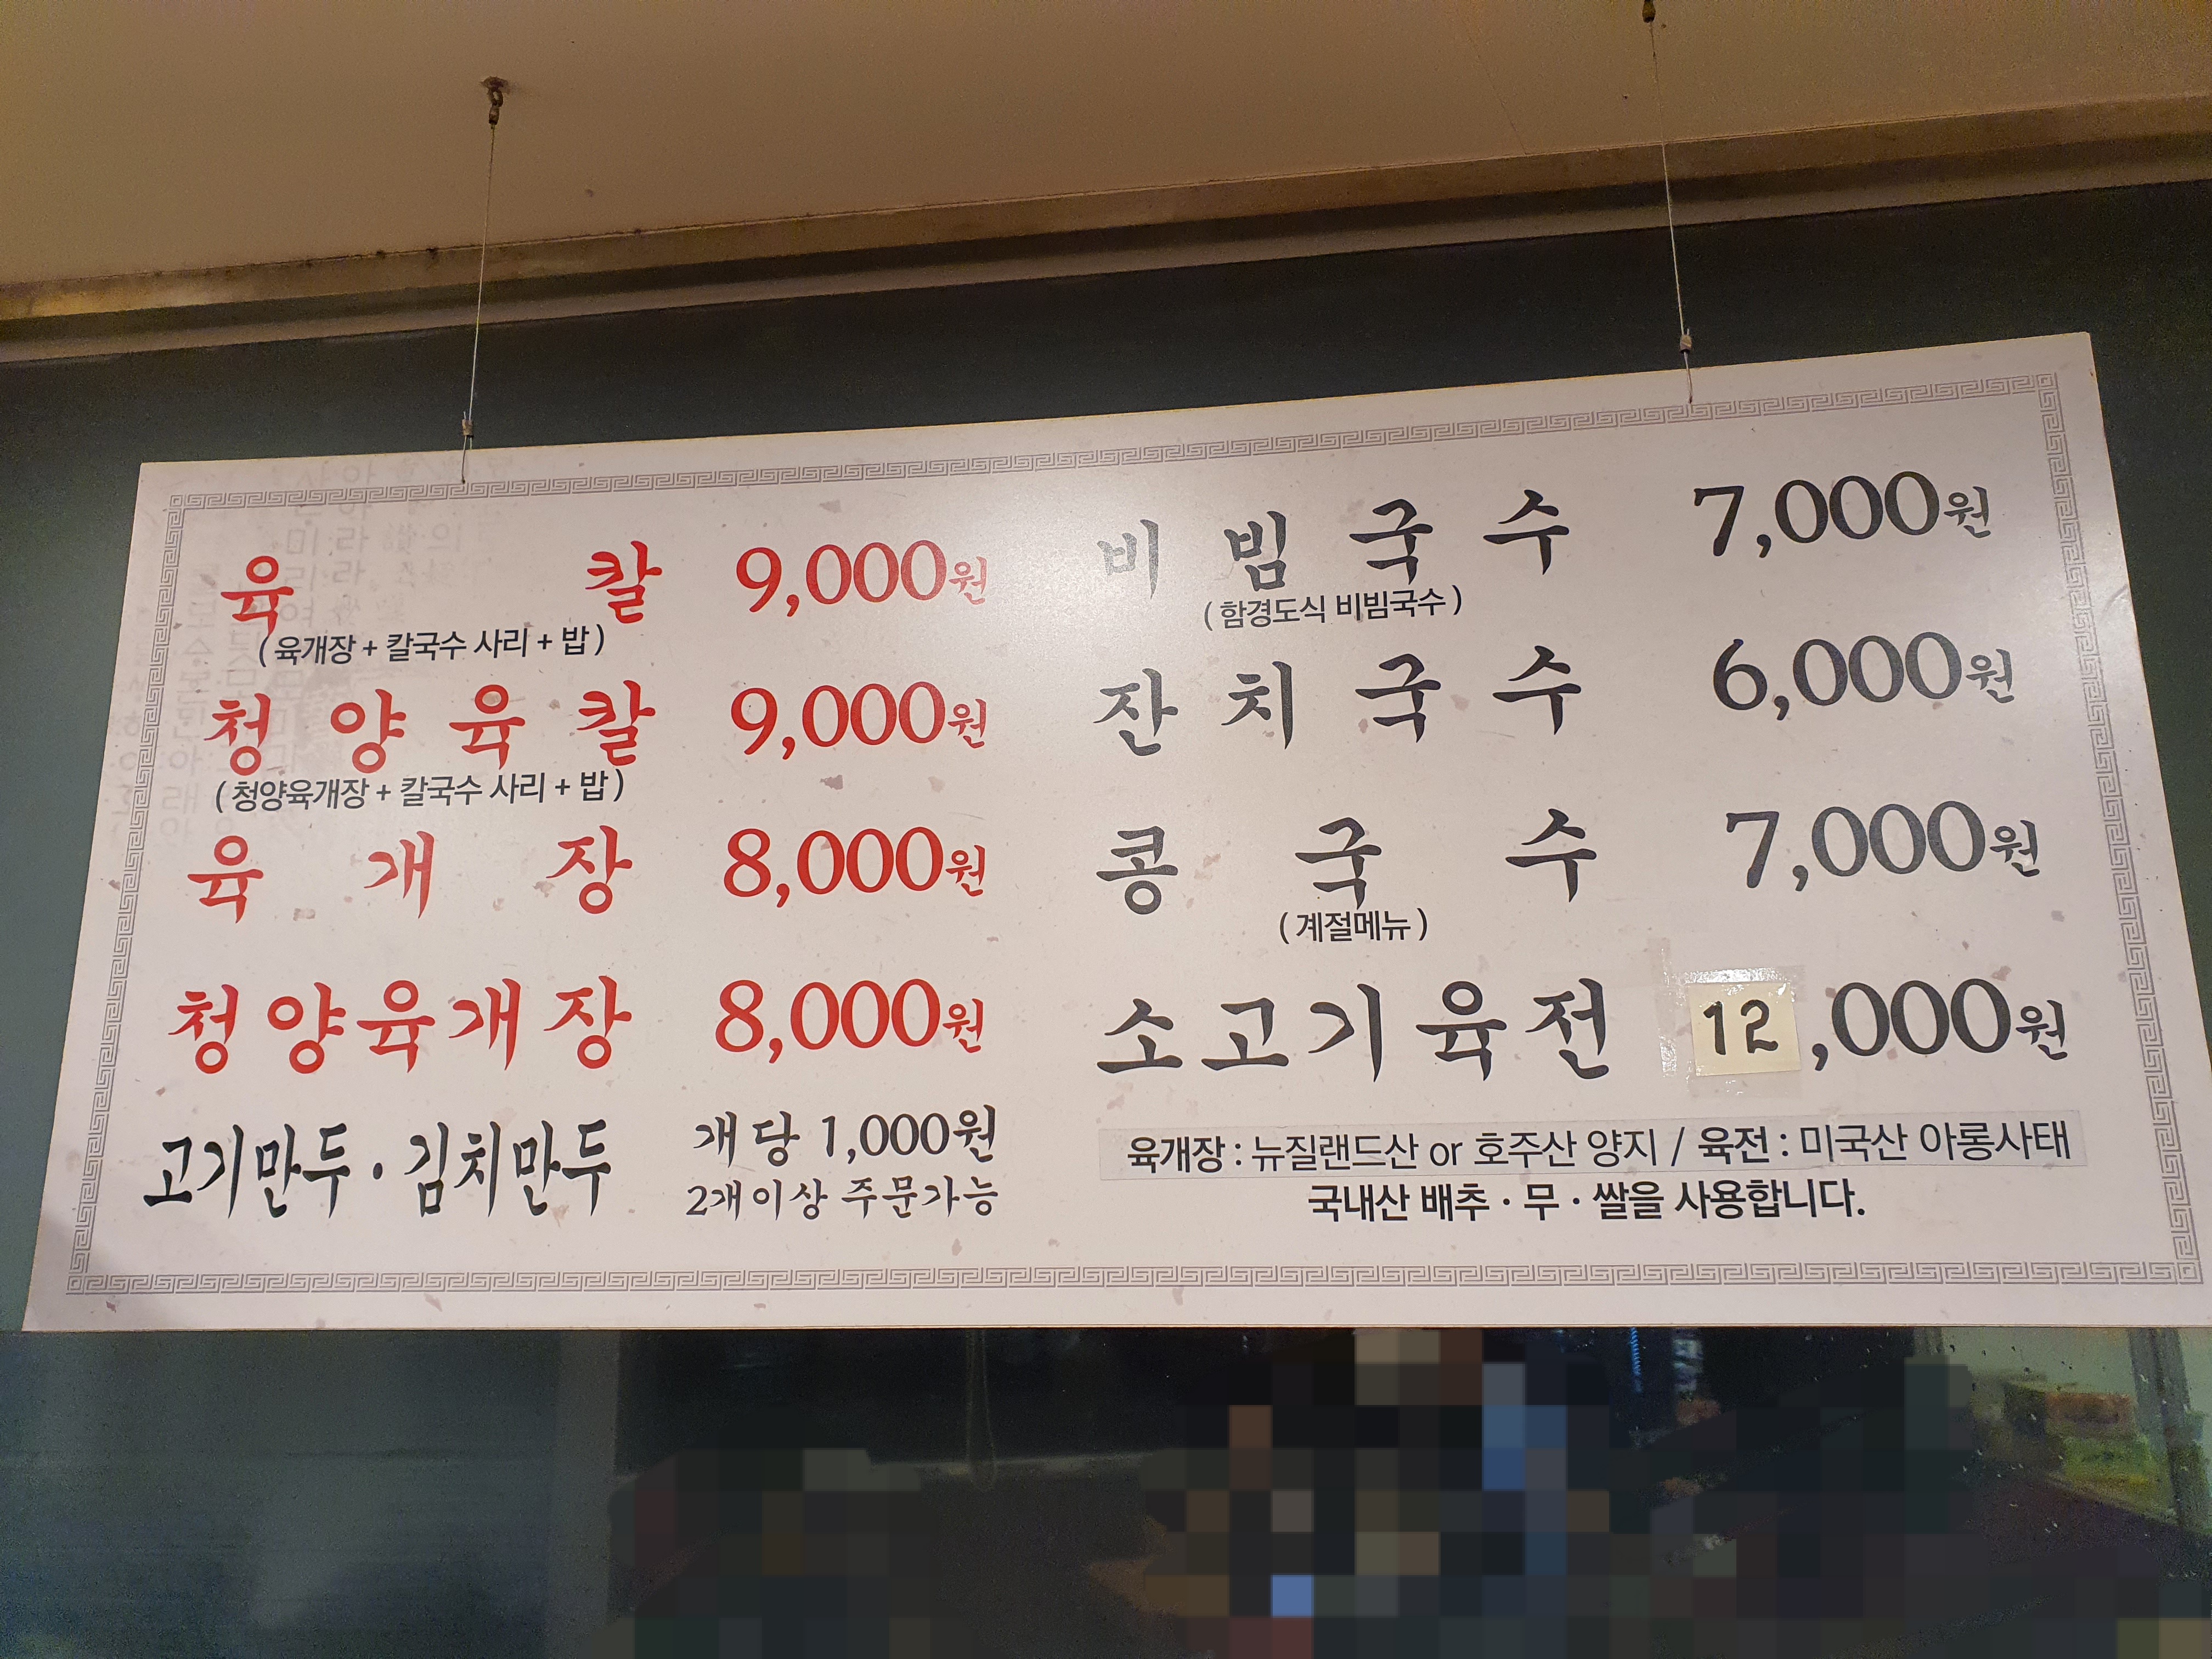 육 칼 9,000원
( 육개장 + 칼국수 사리 + 밥 )
청 양 육 칼 9,000원
( 청양육개장 + 칼국수 사리 + 밥 )
육 개 장 8,000원
청양육개장 8,000원
고기만두 · 김치만두 개당 1,000원
2개이상 주문가능
비 빔 국 수 7,000원
( 함경도식 비빔국수 )
잔 치 국 수 6,000원
콩 국 수 7,000원
( 계절메뉴 )
소고기육전 12,000원
육개장 : 뉴질랜드산 or 호주산 양지 / 육전 : 미국산 아롱사태
국내산 배추 · 무 · 쌀을 사용합니다.